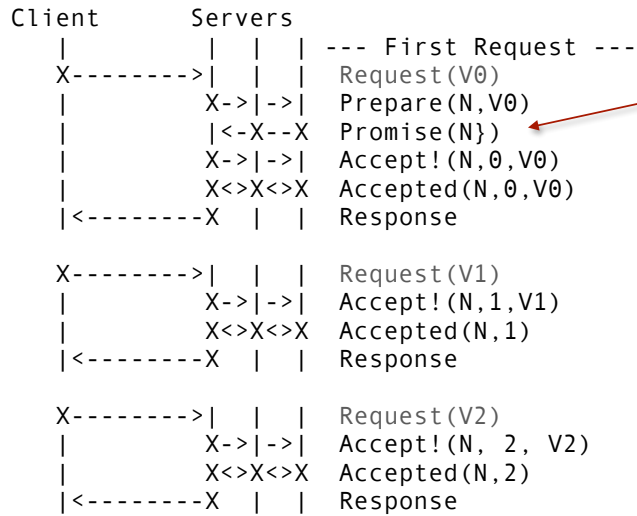 Client Servers
| | | | --- First Request ---
X-------->| | | Request(V0)
| X->|->| Prepare(N,V0)
| |<-X--X Promise(N})
| X->|->| Accept!(N,0,V0)
| X<>X<>X Accepted(N,0,V0)
|<--------X | | Response
X-------->| | | Request(V1)
| X->|->| Accept!(N,1,V1)
| X<>X<>X Accepted(N,1)
|<--------X | | Response
X-------->| | | Request(V2)
| X->|->| Accept!(N, 2, V2)
| X<>X<>X Accepted(N,2)
|<--------X | | Response